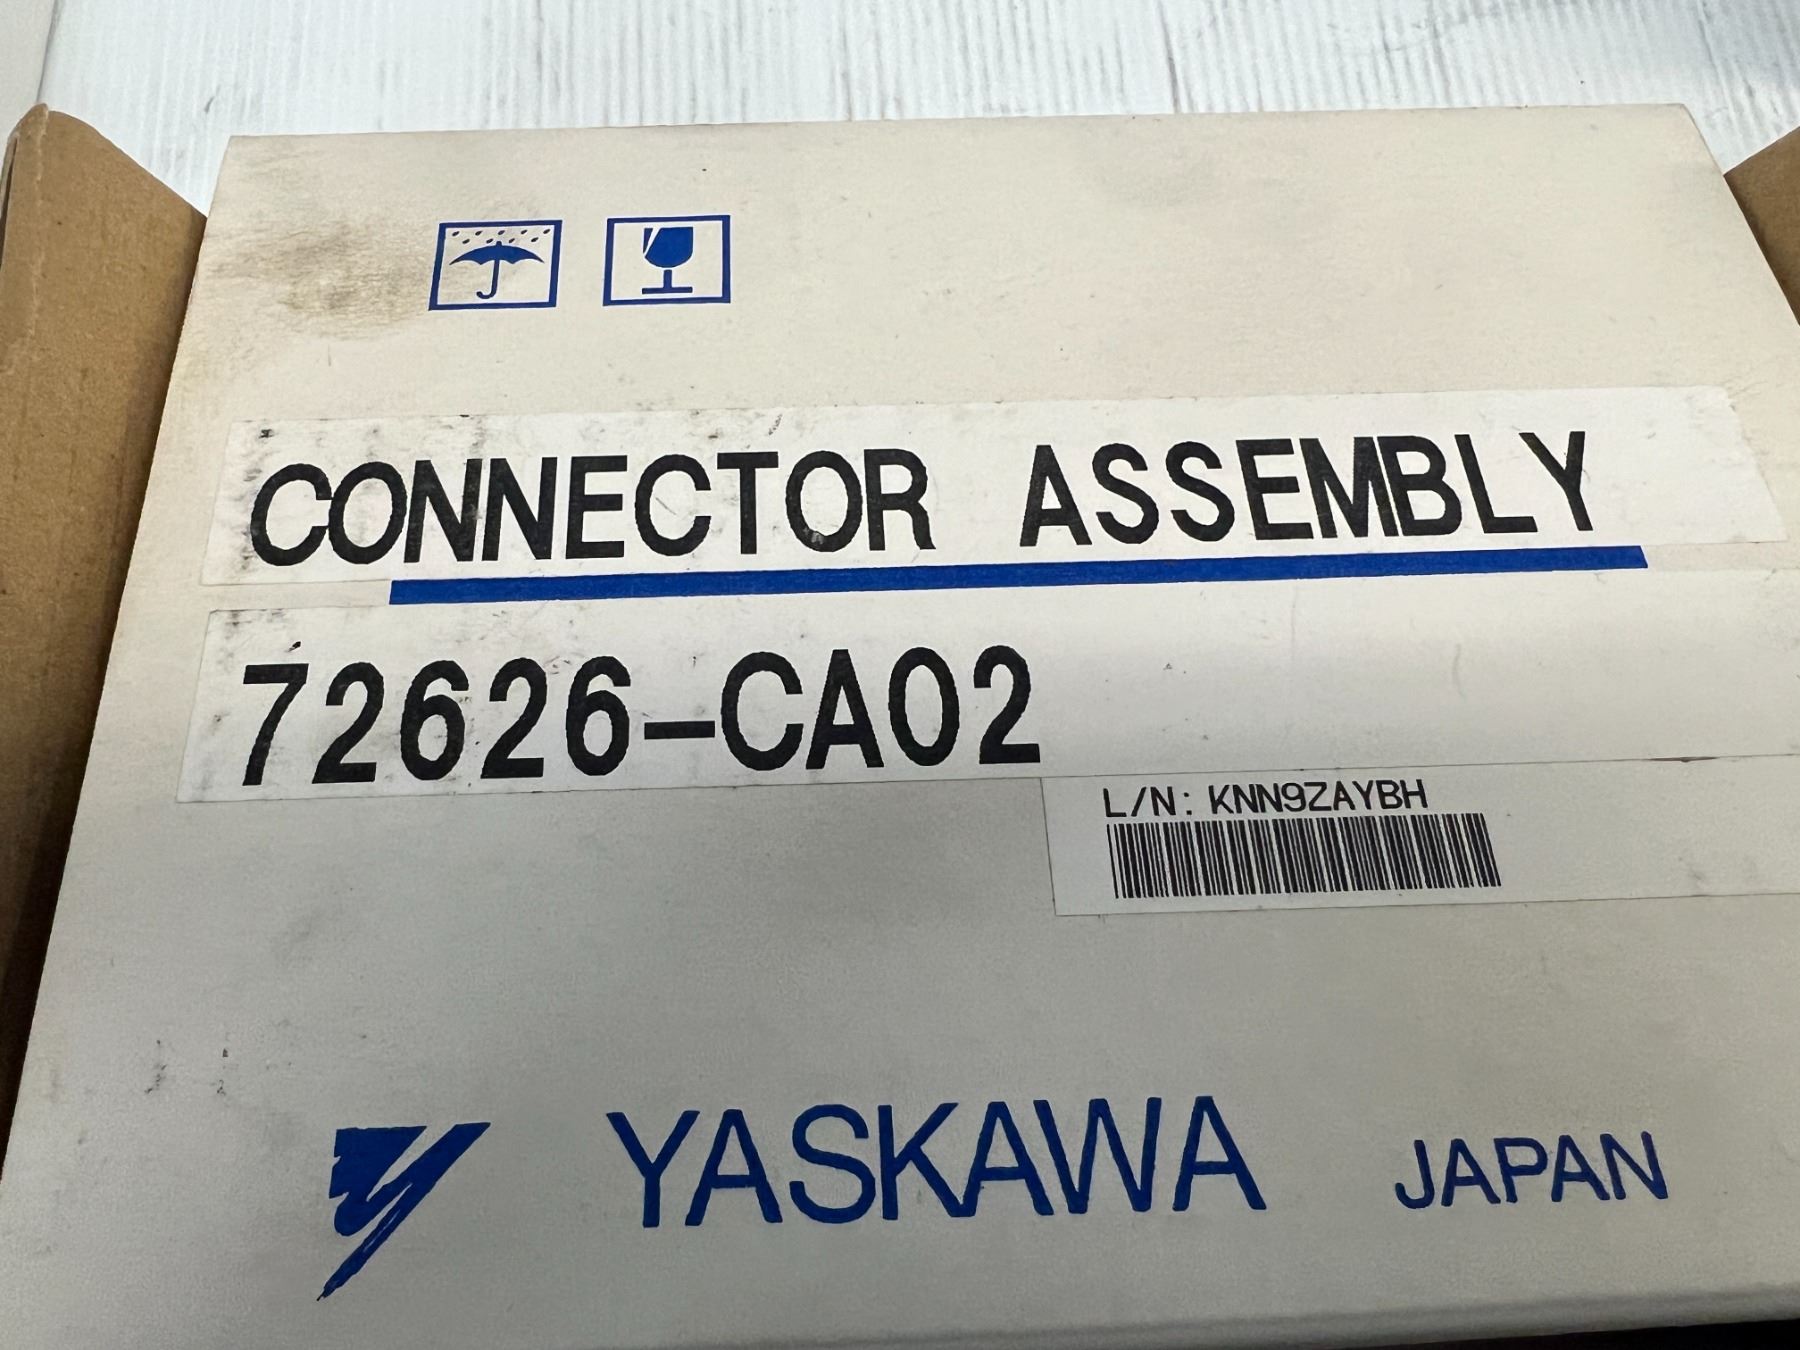 CONNECTOR ASSEMBLY
72626-CA02
L/N: KNN9ZAYBH
YASKAWA JAPAN